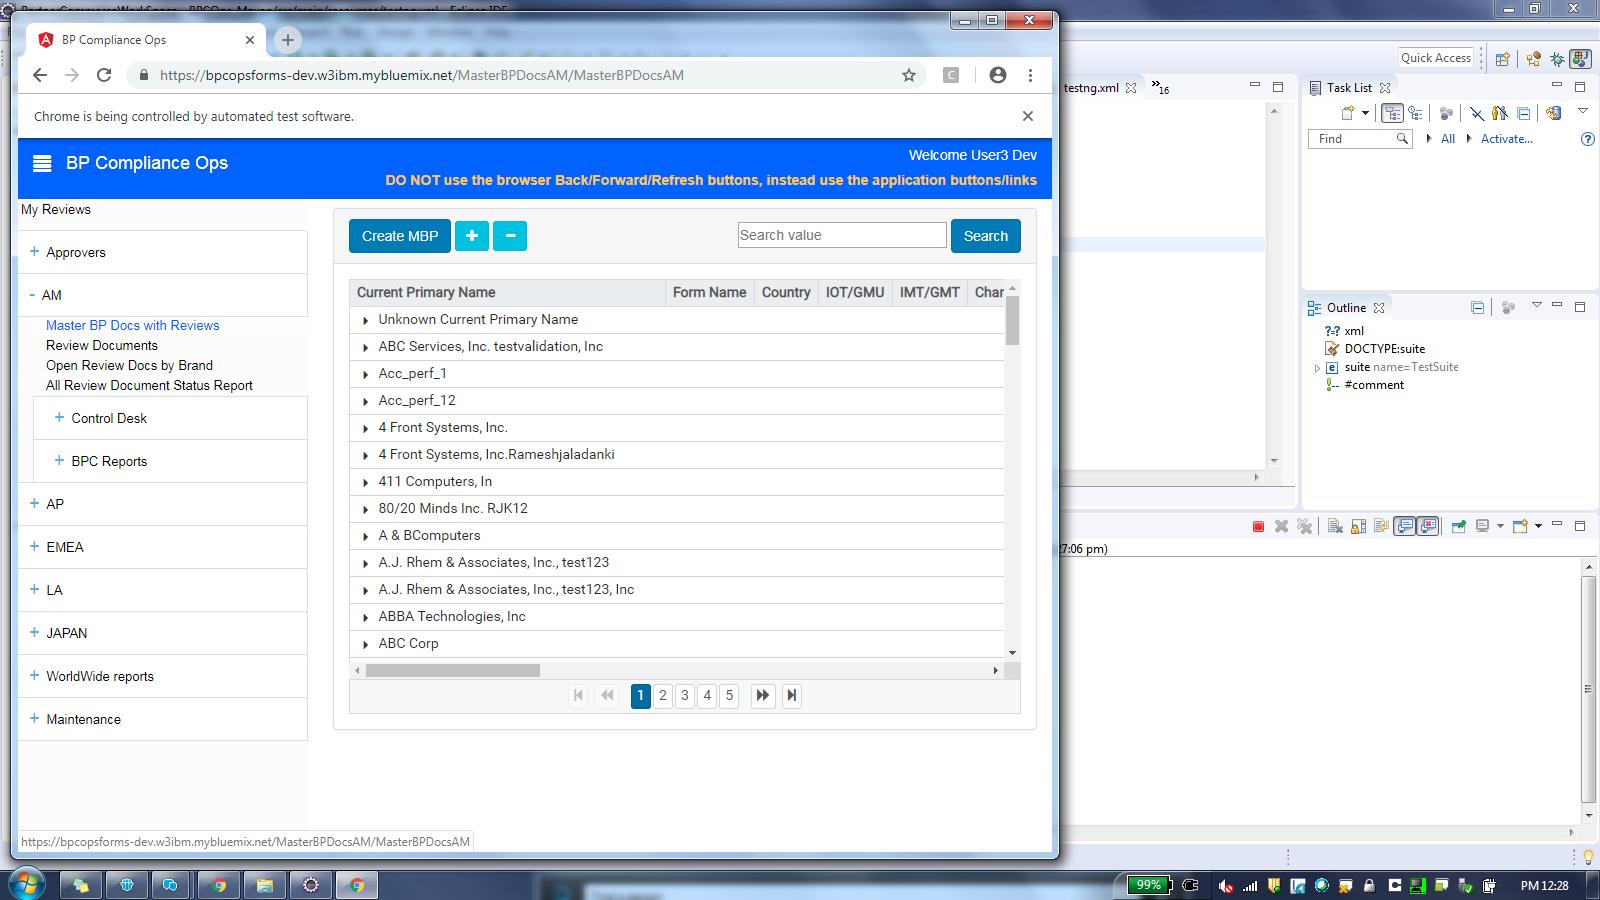 BP Compliance Ops
https://bpcopsforms-dev.w3ibm.mybluemix.net/MasterBPDocsAM/MasterBPDocsAM
C
Chrome is being controlled by automated test software.
BP Compliance Ops
Welcome User3 Dev
DO NOT use the browser Back/Forward/Refresh buttons, instead use the application buttons/links
My Reviews
+ Approvers
- AM
Master BP Docs with Reviews
Review Documents
Open Review Docs by Brand
All Review Document Status Report
+ Control Desk
+ BPC Reports
+ AP
+ EMEA
+ LA
+ JAPAN
+ WorldWide reports
+ Maintenance
Create MBP + -
Search value Search
Current Primary Name Form Name Country IOT/GMU IMT/GMT Char
Unknown Current Primary Name
ABC Services, Inc. testvalidation, Inc
Acc_perf_1
Acc_perf_12
4 Front Systems, Inc.
4 Front Systems, Inc.Rameshjaladanki
411 Computers, In
80/20 Minds Inc. RJK12
A & BComputers
A.J. Rhem & Associates, Inc., test123
A.J. Rhem & Associates, Inc., test123, Inc
ABBA Technologies, Inc
ABC Corp
1 2 3 4 5
https://bpcopsforms-dev.w3ibm.mybluemix.net/MasterBPDocsAM/MasterBPDocsAM
Quick Access
testng.xml
»16
Task List
Find
All
Activate...
Outline
?=? xml
DOCTYPE:suite
suite name=TestSuite
#comment
27:06 pm)
99%
PM 12:28